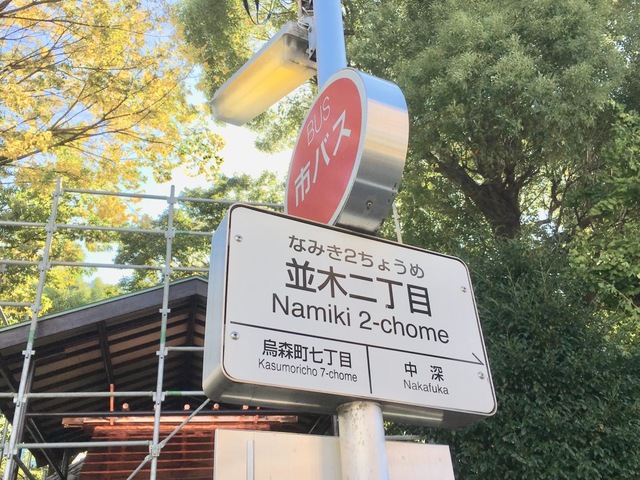 BUS
市バス
なみき2ちょうめ
並木二丁目
Namiki 2-chome
烏森町七丁目
Kasumoricho 7-chome
中深
Nakafuka